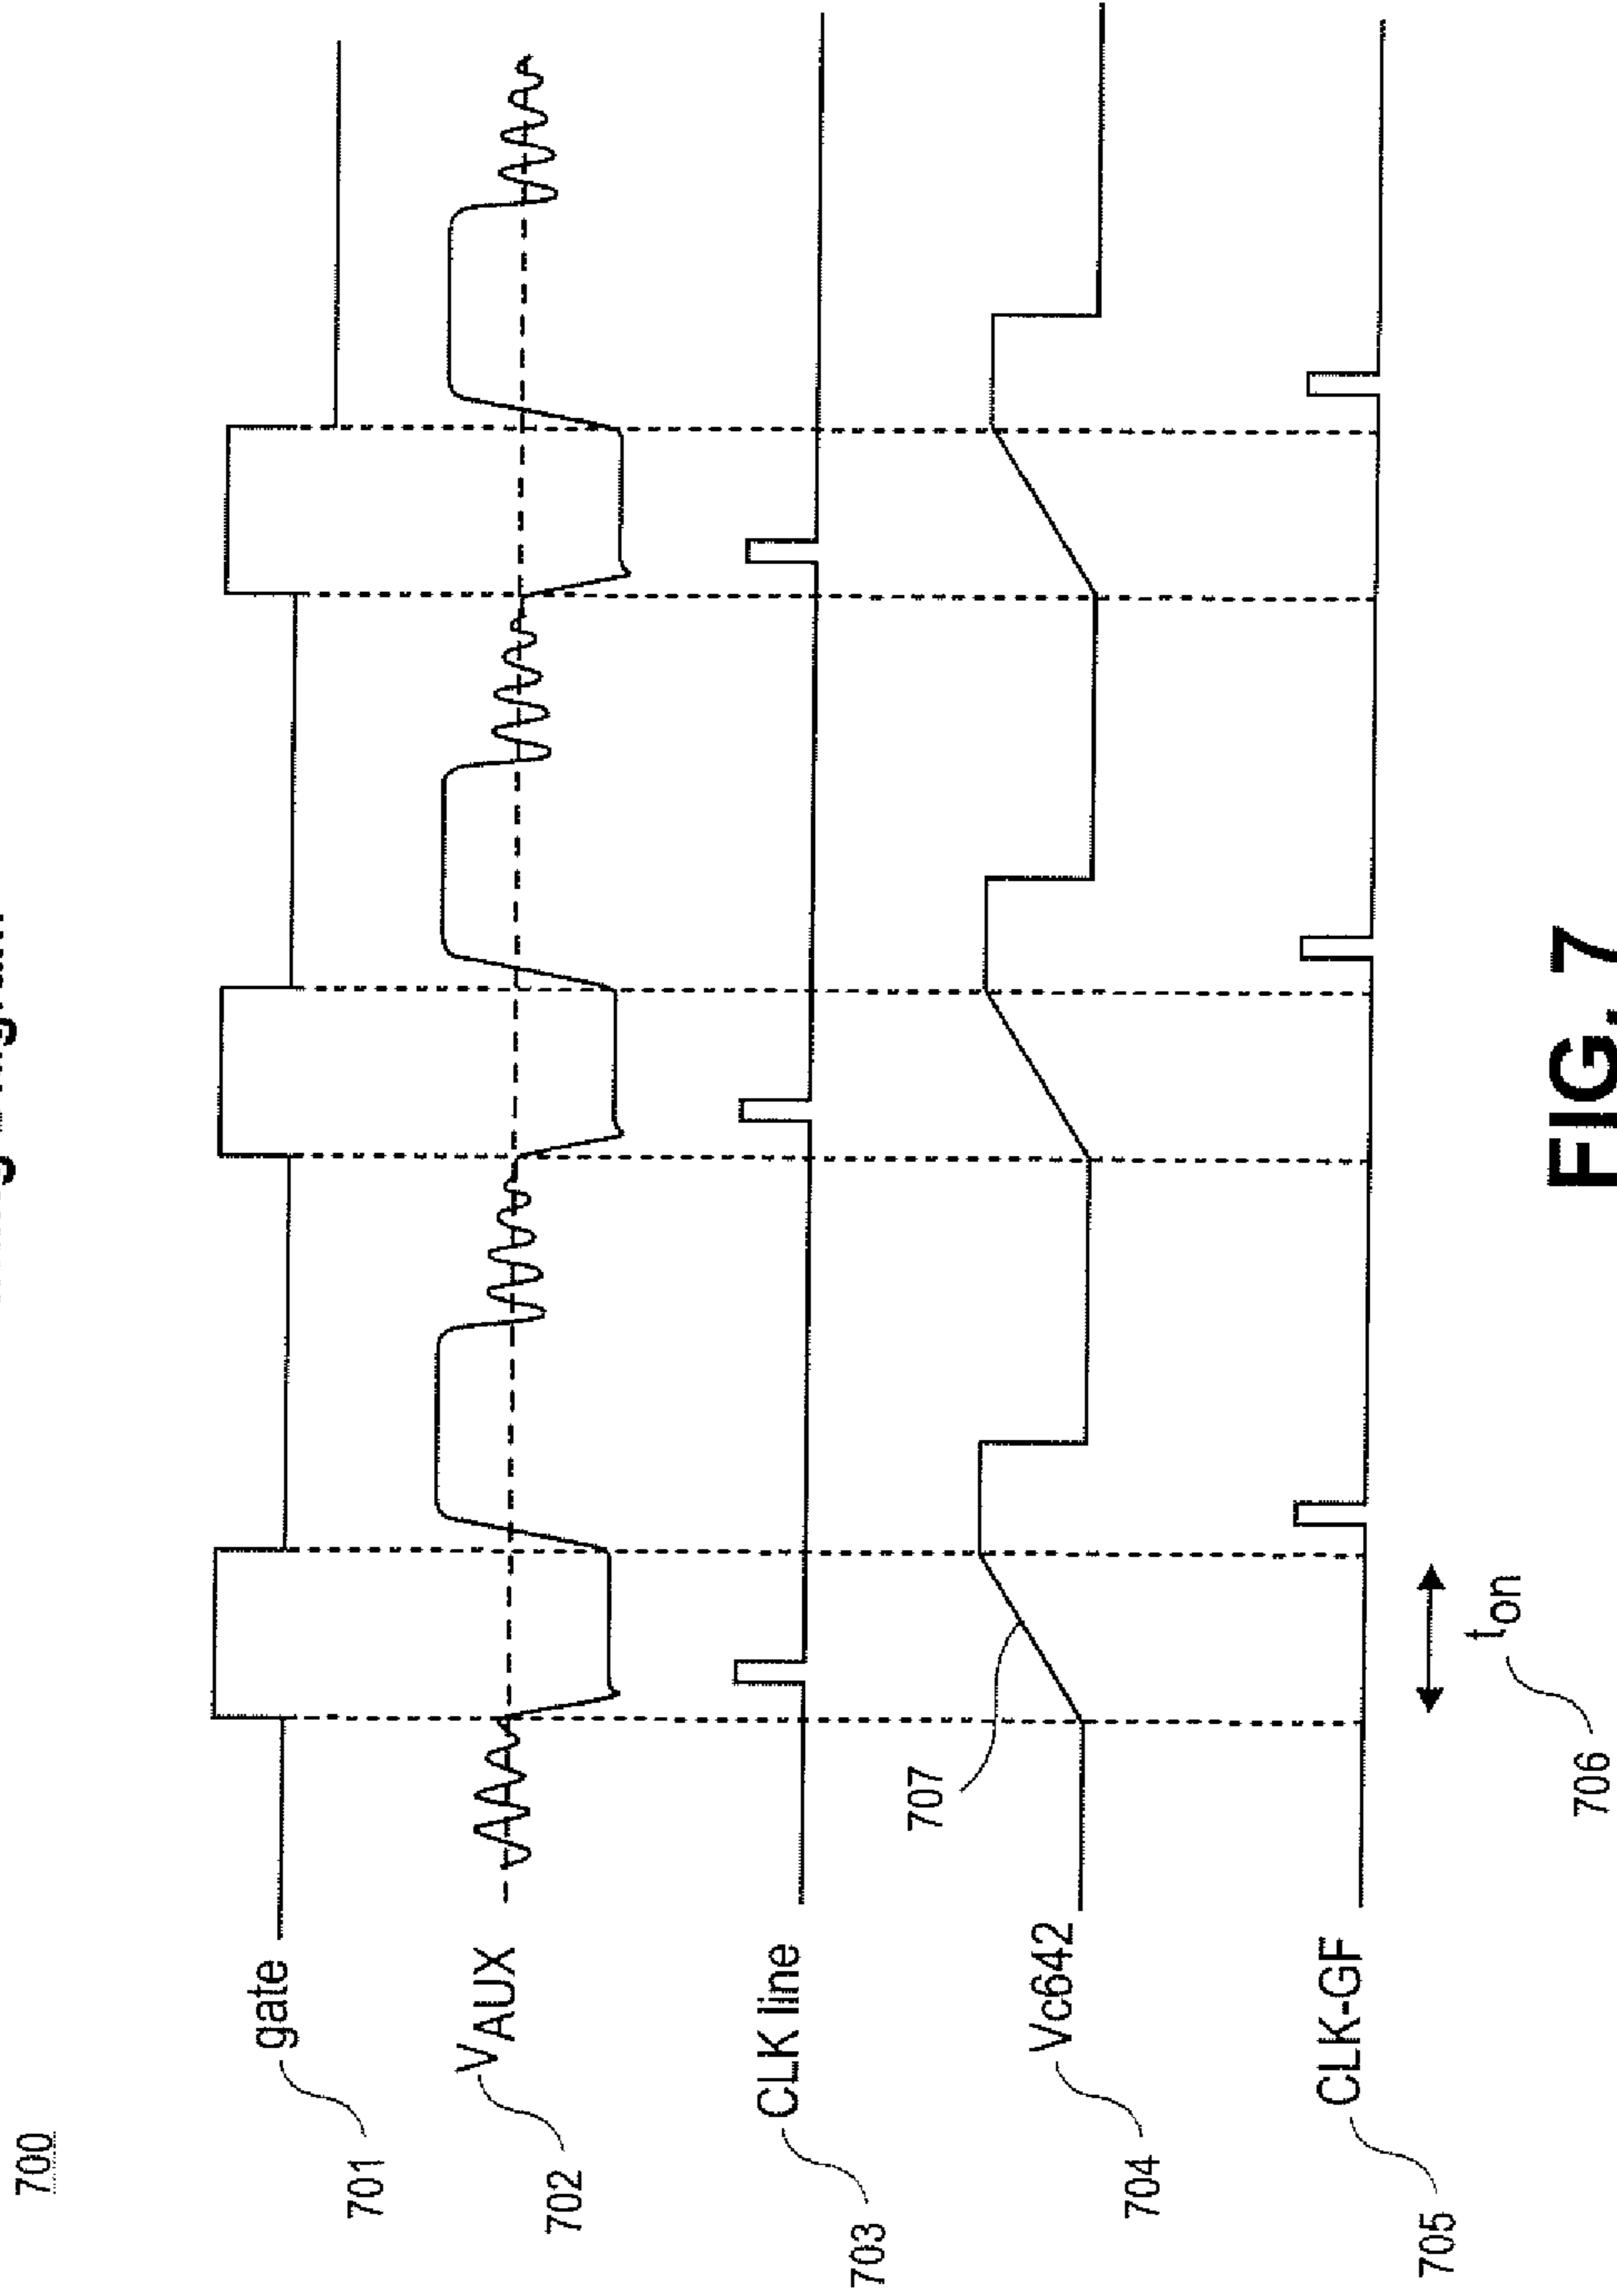 700
701
gate
702
VAUX
703
CLK line
704
Vc642
705
CLK-GF
707
ton
706
FIG. 7